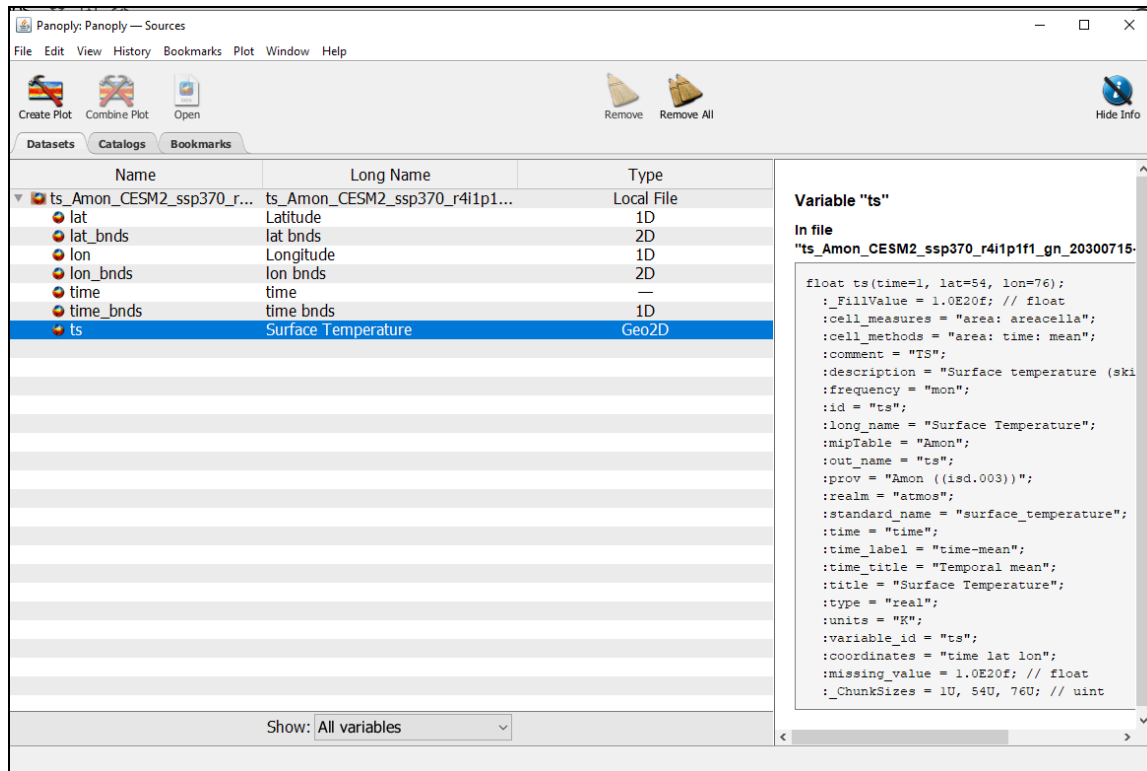 Panoply: Panoply — Sources
File Edit View History Bookmarks Plot Window Help
Create Plot Combine Plot Open Remove Remove All Hide Info
Datasets Catalogs Bookmarks
Name Long Name Type
ts_Amon_CESM2_ssp370_r... ts_Amon_CESM2_ssp370_r4i1p1... Local File
lat Latitude 1D
lat_bnds lat bnds 2D
lon Longitude 1D
lon_bnds lon bnds 2D
time time —
time_bnds time bnds 1D
ts Surface Temperature Geo2D
Show: All variables
Variable "ts"
In file
"ts_Amon_CESM2_ssp370_r4i1p1f1_gn_20300715-
float ts(time=1, lat=54, lon=76);
:_FillValue = 1.0E20f; // float
:cell_measures = "area: areacella";
:cell_methods = "area: time: mean";
:comment = "TS";
:description = "Surface temperature (ski
:frequency = "mon";
:id = "ts";
:long_name = "Surface Temperature";
:mipTable = "Amon";
:out_name = "ts";
:prov = "Amon ((isd.003))";
:realm = "atmos";
:standard_name = "surface_temperature";
:time = "time";
:time_label = "time-mean";
:time_title = "Temporal mean";
:title = "Surface Temperature";
:type = "real";
:units = "K";
:variable_id = "ts";
:coordinates = "time lat lon";
:missing_value = 1.0E20f; // float
:_ChunkSizes = 1U, 54U, 76U; // uint